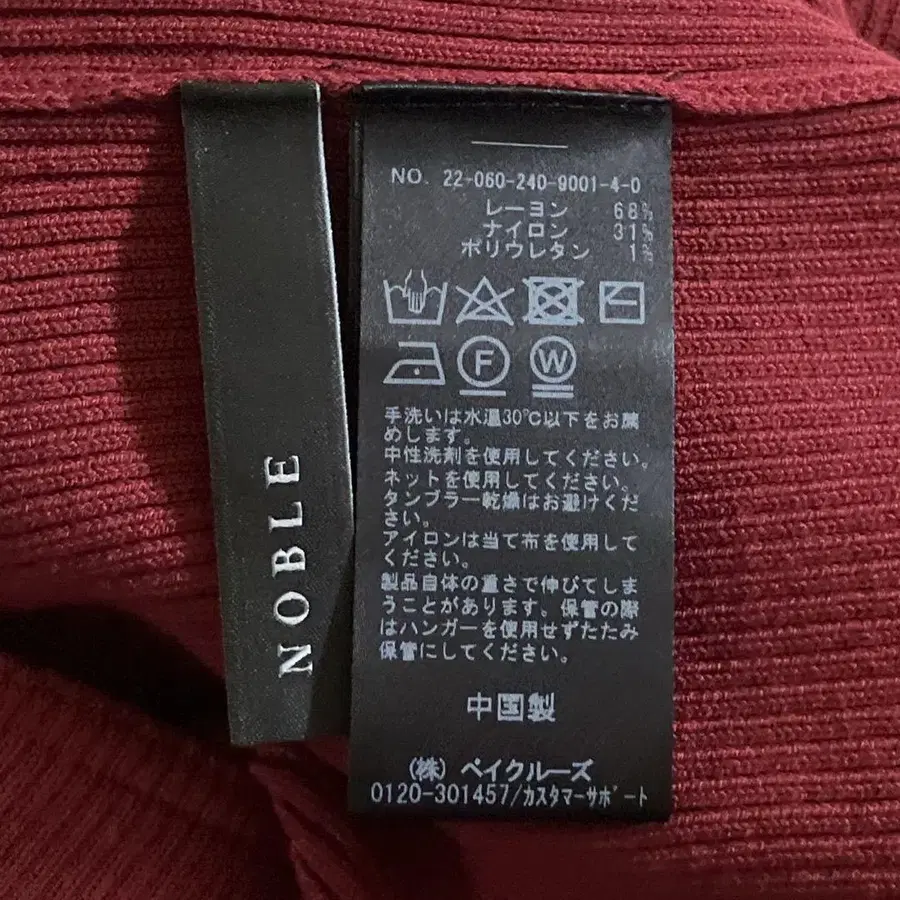 NOBLE
NO. 22-060-240-9001-4-0
レーヨン 68%
ナイロン 31%
ポリウレタン 1%
F W
手洗いは水温30℃以下をお薦
めします。
中性洗剤を使用してください。
ネットを使用してください。
タンブラー乾燥はお避けくだ
さい。
アイロンは当て布を使用して
ください。
製品自体の重さで伸びてしま
うことがあります。保管の際
はハンガーを使用せずたたみ
保管にしてください。
中国製
(株) ベイクルーズ
0120-301457/カスタマーサポート